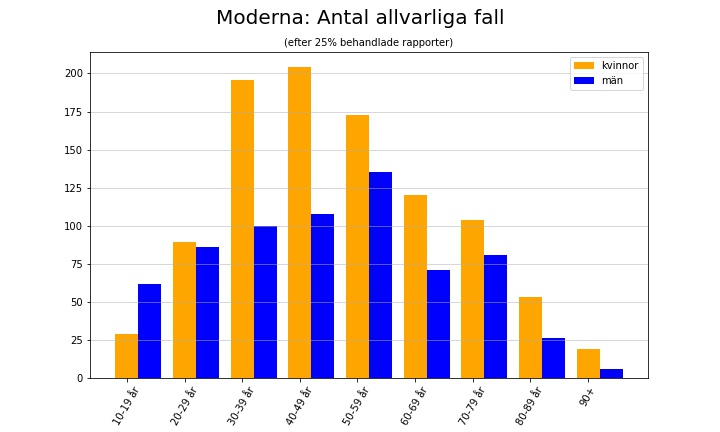 Moderna: Antal allvarliga fall
(efter 25% behandlade rapporter)
kvinnor
män
200
175
150
125
100
75
50
25
0
10-19 år
20-29 år
30-39 år
40-49 år
50-59 år
60-69 år
70-79 år
80-89 år
90+